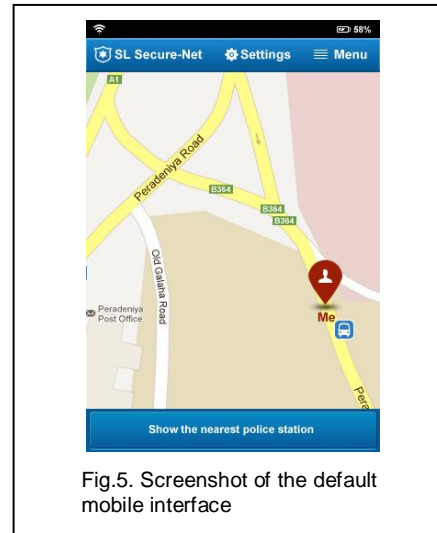 58%
SL Secure-Net Settings Menu
A1
Peradeniya Road
B364
B364
B364
Old Galaha Road
Peradeniya
Post Office
Me
Pera
Show the nearest police station
Fig.5. Screenshot of the default
mobile interface